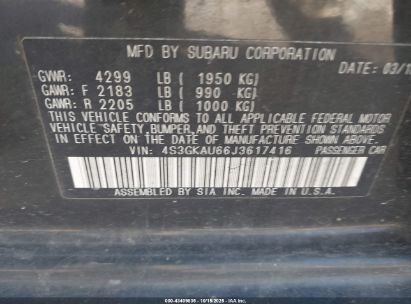 MFD BY SUBARU CORPORATION
DATE: 03/1
GVWR: 4299 LB ( 1950 KG)
GAWR: F 2183 LB ( 990 KG)
GAWR: R 2205 LB ( 1000 KG)
THIS VEHICLE CONFORMS TO ALL APPLICABLE FEDERAL MOTOR
VEHICLE SAFETY, BUMPER, AND THEFT PREVENTION STANDARDS
IN EFFECT ON THE DATE OF MANUFACTURE SHOWN ABOVE.
VIN: 4S3GKAU66J3617416 PASSENGER CAR
ASSEMBLED BY SIA INC. MADE IN U.S.A.